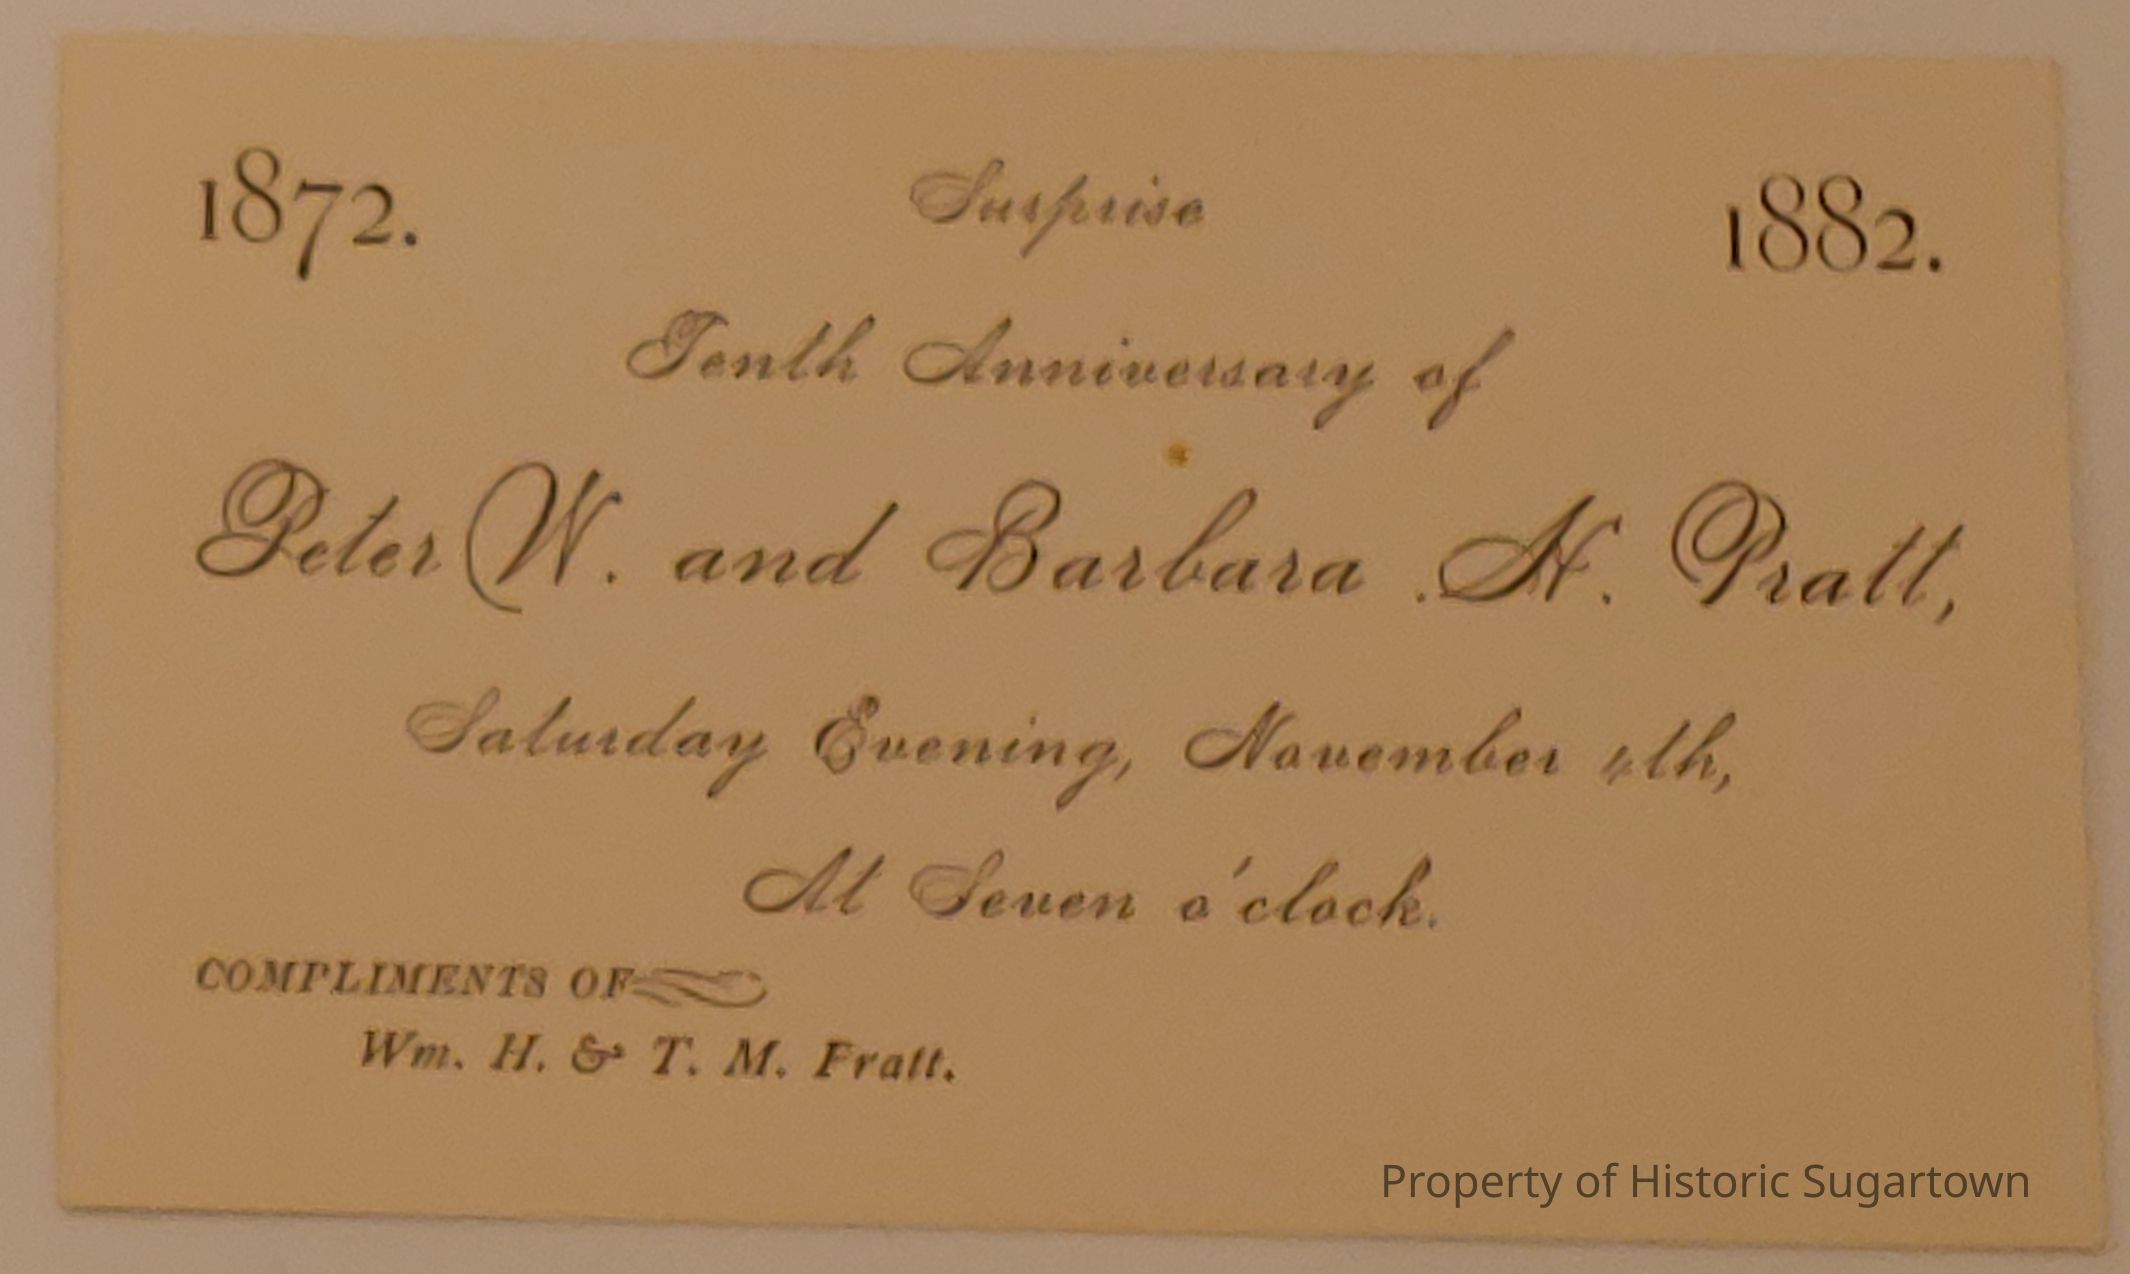 1872. Surprise 1882.
Tenth Anniversary of
Peter W. and Barbara H. Pratt,
Saturday Evening, November 4th,
At Seven o'clock.
COMPLIMENTS OF
Wm. H. & T. M. Pratt.
Property of Historic Sugartown